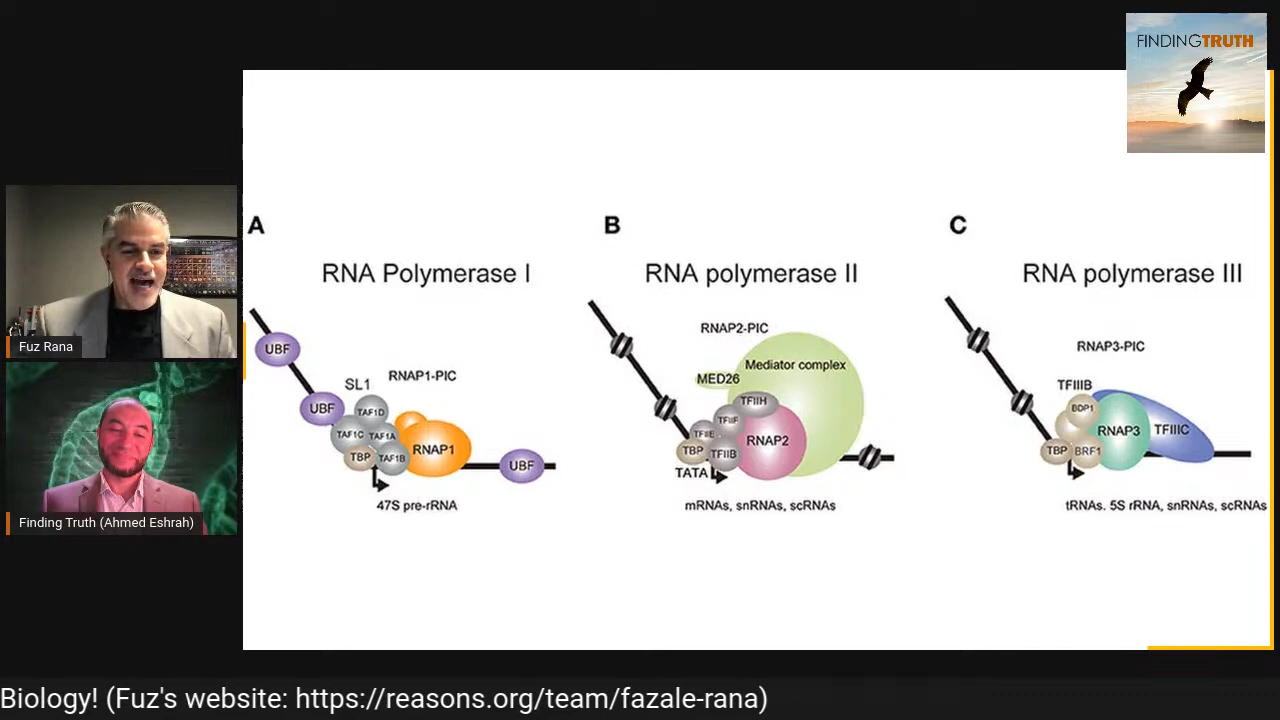 FINDINGTRUTH
A
B
C
RNA Polymerase I
RNA polymerase II
RNA polymerase III
UBF
UBF
SL1
RNAP1-PIC
TAF1D
TAF1C
TAF1A
TBP
TAF1B
RNAP1
UBF
47S pre-rRNA
RNAP2-PIC
Mediator complex
MED26
TFIIH
TFIIF
TFIIE
TBP
TFIIB
RNAP2
TATA
mRNAs, snRNAs, scRNAs
RNAP3-PIC
TFIIIB
BDP1
RNAP3
TFIIIC
TBP
BRF1
tRNAs. 5S rRNA, snRNAs, scRNAs
Fuz Rana
Finding Truth (Ahmed Eshrah)
Biology! (Fuz's website: https://reasons.org/team/fazale-rana)